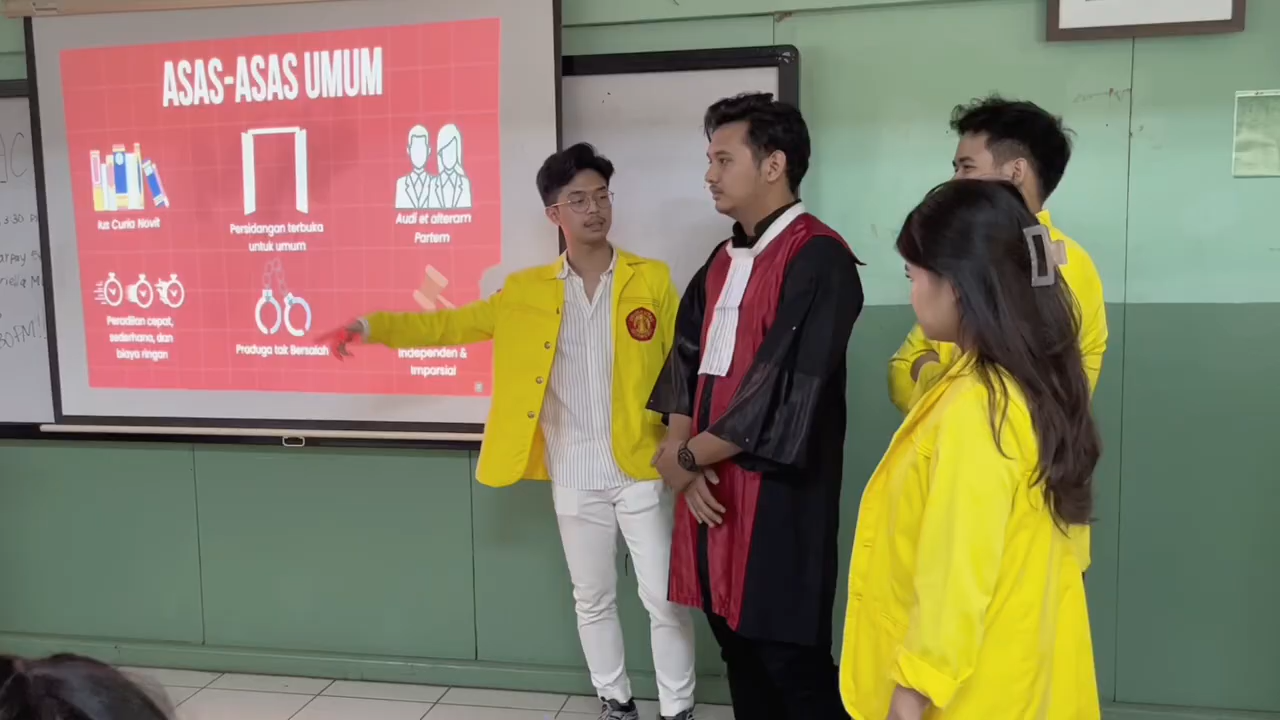 ASAS-ASAS UMUM
Ius Curia Novit
Persidangan terbuka
untuk umum
Audi et alteram
Partem
Peradilan cepat,
sederhana, dan
biaya ringan
Praduga tak Bersalah
Independen &
Imparsial